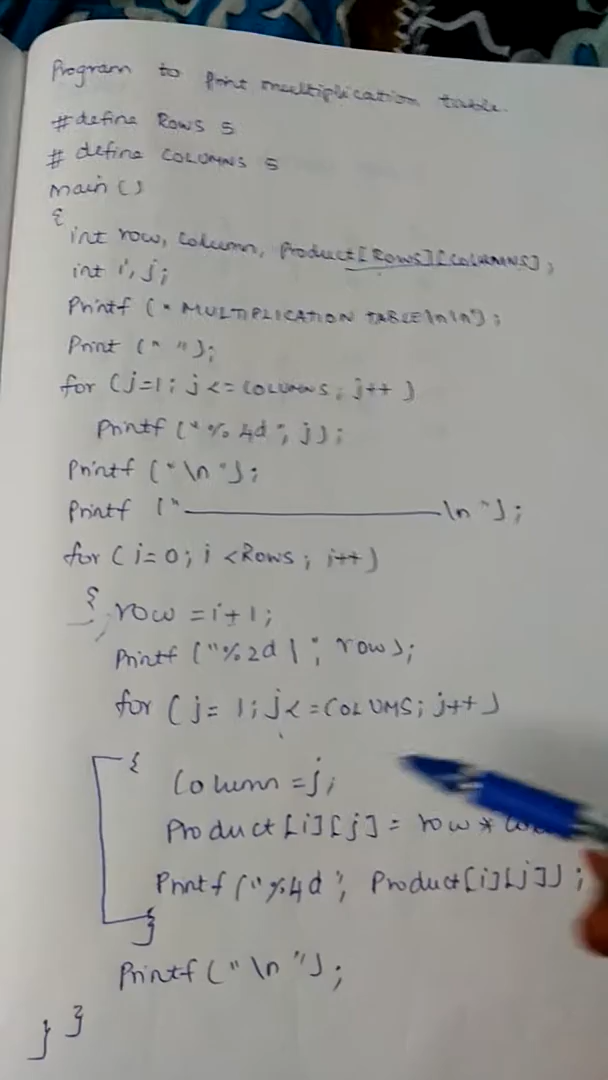 Program to Print multiplication table.
#define ROWS 5
# define COLUMNS 5
main ()
{
int row, column, Product[ROWS][COLUMNS];
int i, j;
Printf (" MULTIPLICATION TABLE\n\n");
Print (" ");
for (j=1; j<=COLUMNS; j++)
Printf ("% 4d", j);
Printf ("\n");
Printf ("————————\n");
for (i=0; i<ROWS; i++)
{ row = i+1;
Printf ("%2d |", row);
for (j= 1; j<=COLUMS; j++)
{
Column =j;
Product[i][j] = row *
Printf ("%4d", Product[i][j]);
}
Printf ("\n");
}
}